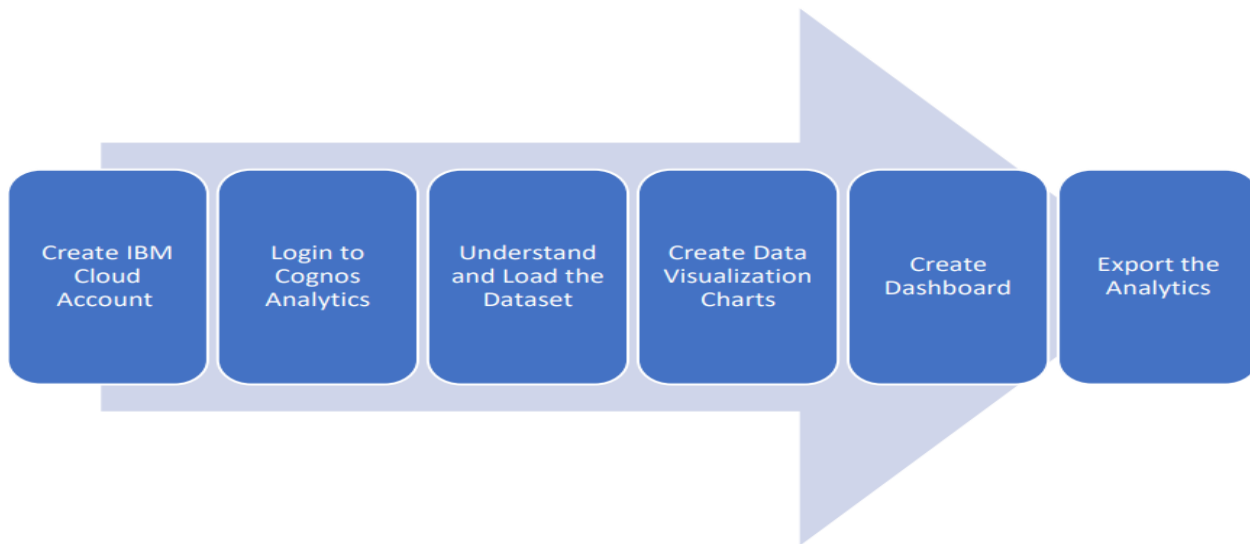 Create IBM
Cloud
Account
Login to
Cognos
Analytics
Understand
and Load the
Dataset
Create Data
Visualization
Charts
Create
Dashboard
Export the
Analytics